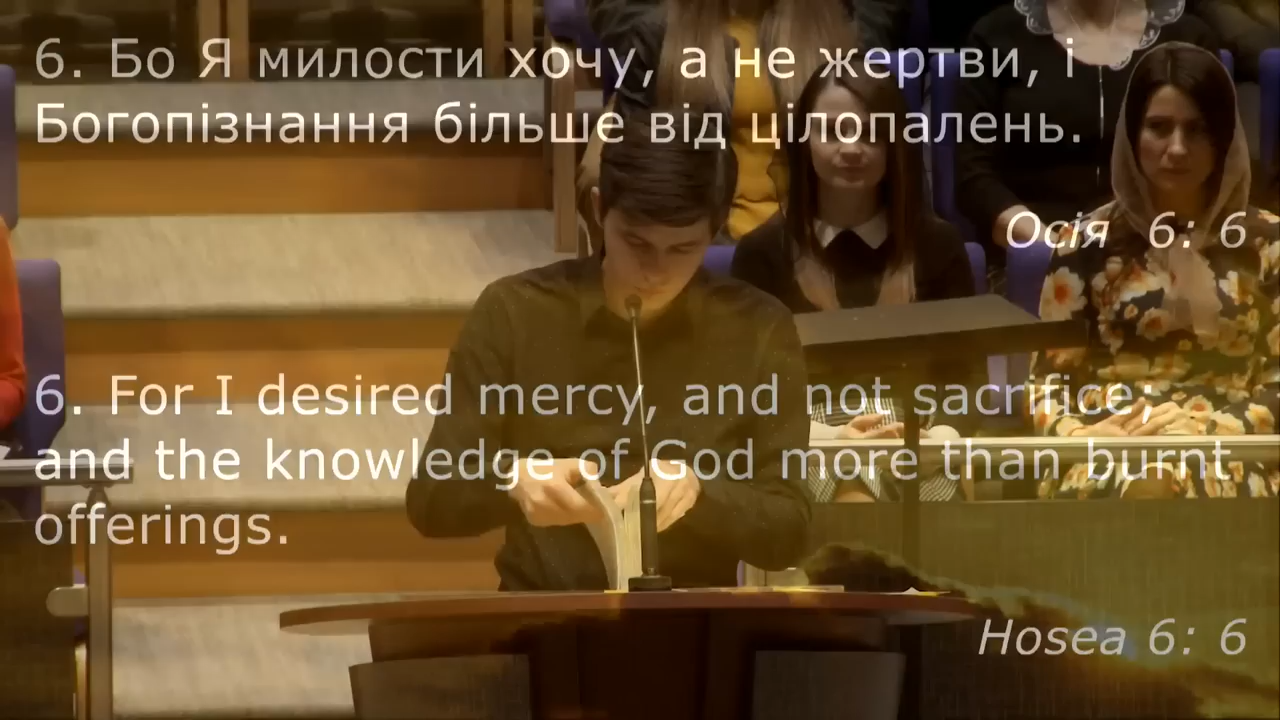 6. Бо Я милости хочу, а не жертви, і
Богопізнання більше від цілопалень.
Осія 6: 6
6. For I desired mercy, and not sacrifice;
and the knowledge of God more than burnt
offerings.
Hosea 6: 6